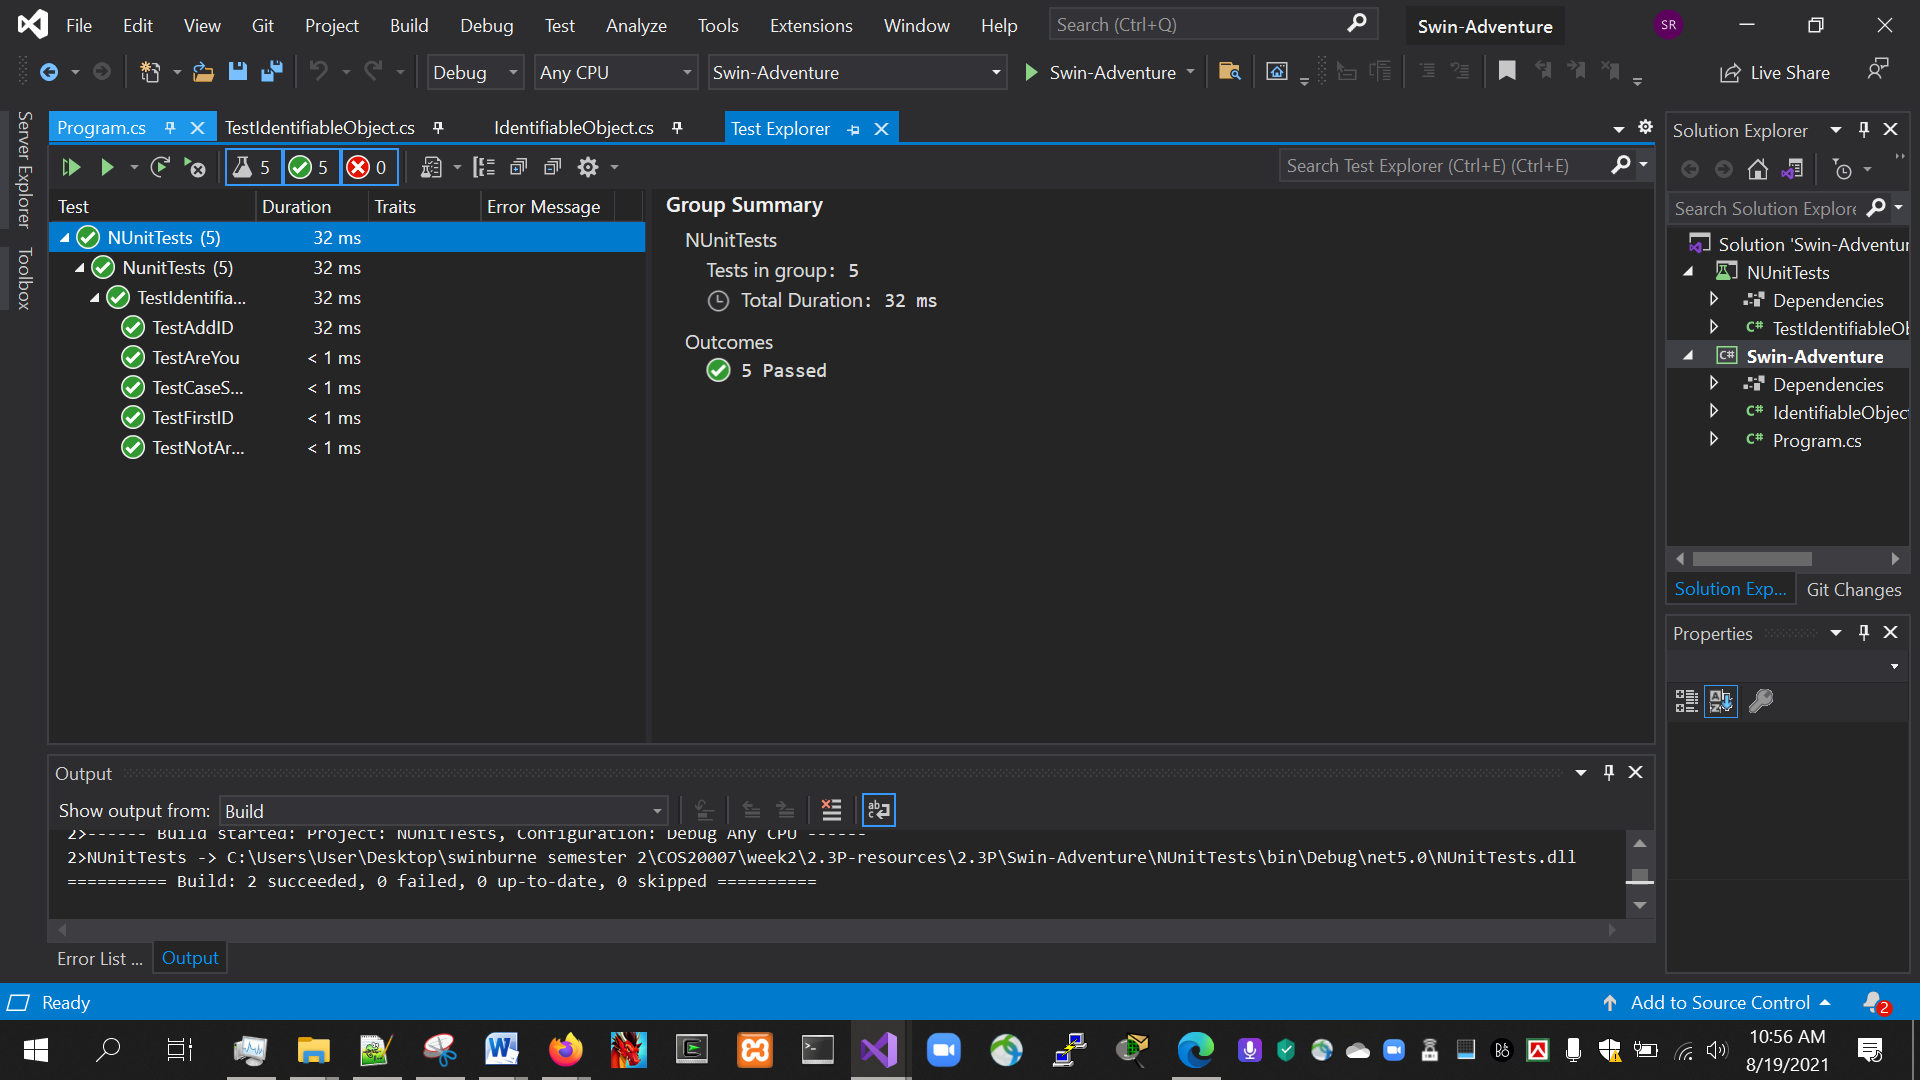 File Edit View Git Project Build Debug Test Analyze Tools Extensions Window Help Search (Ctrl+Q) Swin-Adventure SR
Debug Any CPU Swin-Adventure Swin-Adventure Live Share
Server Explorer
Toolbox
Program.cs TestIdentifiableObject.cs IdentifiableObject.cs Test Explorer
5 5 0 Search Test Explorer (Ctrl+E) (Ctrl+E)
Test Duration Traits Error Message
NUnitTests (5) 32 ms
NunitTests (5) 32 ms
TestIdentifia... 32 ms
TestAddID 32 ms
TestAreYou < 1 ms
TestCaseS... < 1 ms
TestFirstID < 1 ms
TestNotAr... < 1 ms
Group Summary
NUnitTests
Tests in group: 5
Total Duration: 32 ms
Outcomes
5 Passed
Solution Explorer
Search Solution Explore
Solution 'Swin-Adventur
NUnitTests
Dependencies
C# TestIdentifiableOb
C# Swin-Adventure
Dependencies
C# IdentifiableObject
C# Program.cs
Solution Exp... Git Changes
Properties
Output
Show output from: Build
2>------ Build started: Project: NUnitTests, Configuration: Debug Any CPU ------
2>NUnitTests -> C:\Users\User\Desktop\swinburne semester 2\COS20007\week2\2.3P-resources\2.3P\Swin-Adventure\NUnitTests\bin\Debug\net5.0\NUnitTests.dll
========== Build: 2 succeeded, 0 failed, 0 up-to-date, 0 skipped ==========
Error List ... Output
Ready Add to Source Control 2
10:56 AM
8/19/2021